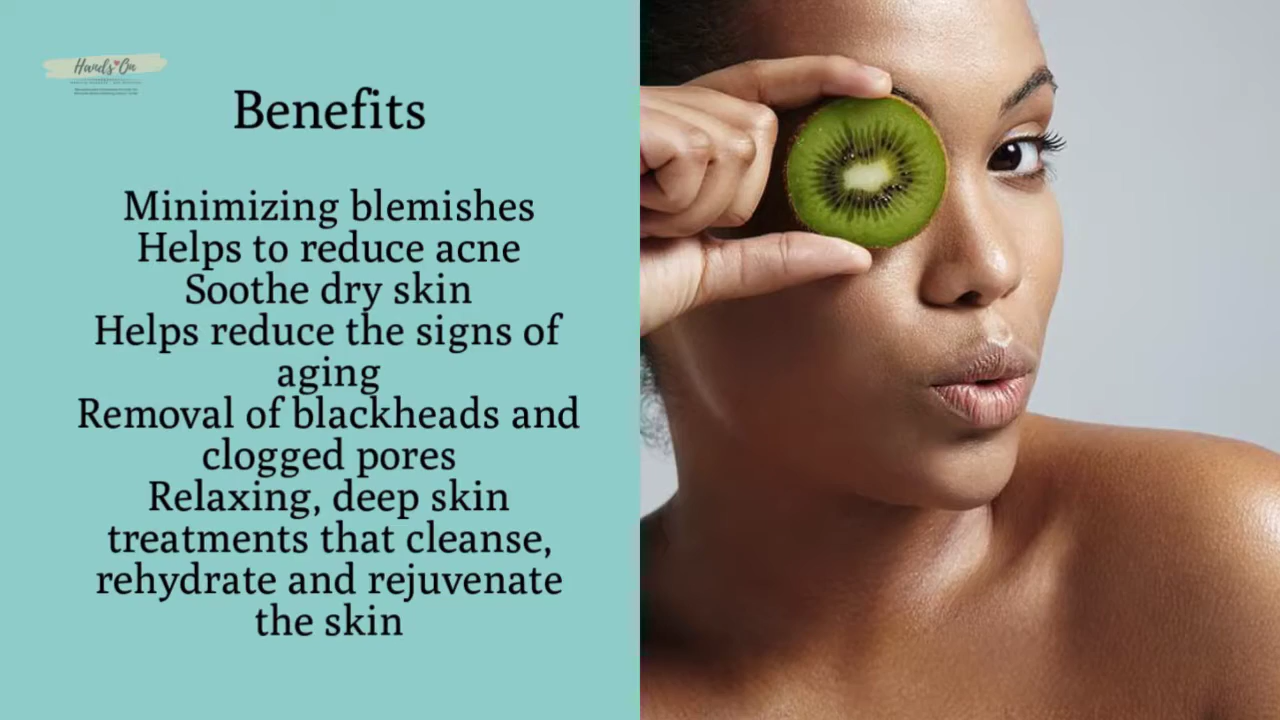 Hands On
Benefits
Minimizing blemishes
Helps to reduce acne
Soothe dry skin
Helps reduce the signs of
aging
Removal of blackheads and
clogged pores
Relaxing, deep skin
treatments that cleanse,
rehydrate and rejuvenate
the skin